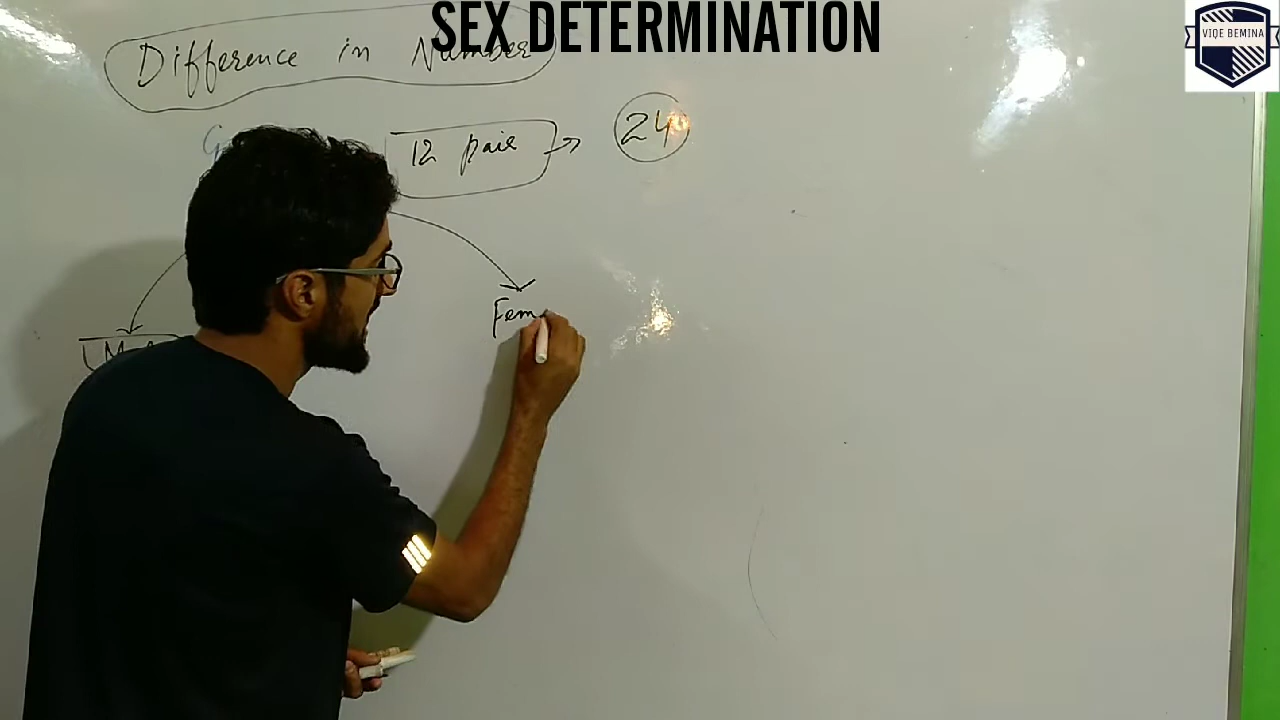 SEX DETERMINATION
VIQE BEMINA
Difference in Number
12 pair → 24
Fem